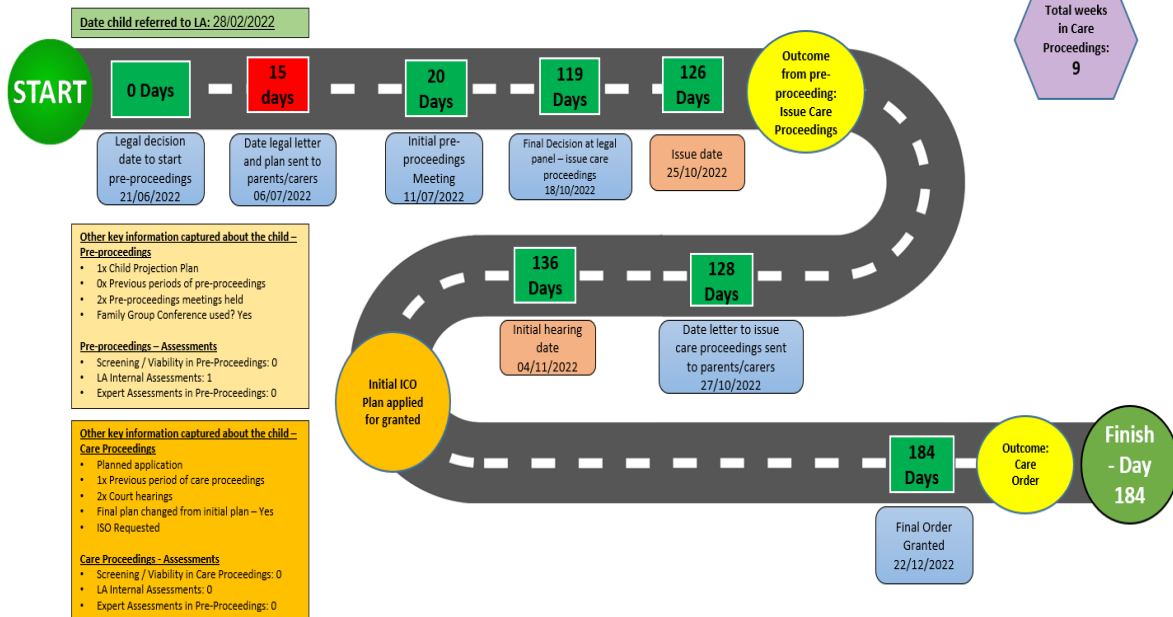 Date child referred to LA: 28/02/2022
Total weeks
in Care
Proceedings:
9
START
0 Days
15
days
20
Days
119
Days
126
Days
Outcome
from pre-
proceeding:
Issue Care
Proceedings
Legal decision
date to start
pre-proceedings
21/06/2022
Date legal letter
and plan sent to
parents/carers
06/07/2022
Initial pre-
proceedings
Meeting
11/07/2022
Final Decision at legal
panel – issue care
proceedings
18/10/2022
Issue date
25/10/2022
Other key information captured about the child –
Pre-proceedings
• 1x Child Projection Plan
• 0x Previous periods of pre-proceedings
• 2x Pre-proceedings meetings held
• Family Group Conference used? Yes
Pre-proceedings – Assessments
• Screening / Viability in Pre-Proceedings: 0
• LA Internal Assessments: 1
• Expert Assessments in Pre-Proceedings: 0
136
Days
128
Days
Initial hearing
date
04/11/2022
Date letter to issue
care proceedings sent
to parents/carers
27/10/2022
Initial ICO
Plan applied
for granted
Other key information captured about the child –
Care Proceedings
• Planned application
• 1x Previous period of care proceedings
• 2x Court hearings
• Final plan changed from initial plan – Yes
• ISO Requested
Care Proceedings - Assessments
• Screening / Viability in Care Proceedings: 0
• LA Internal Assessments: 0
• Expert Assessments in Pre-Proceedings: 0
184
Days
Outcome:
Care
Order
Finish
- Day
184
Final Order
Granted
22/12/2022